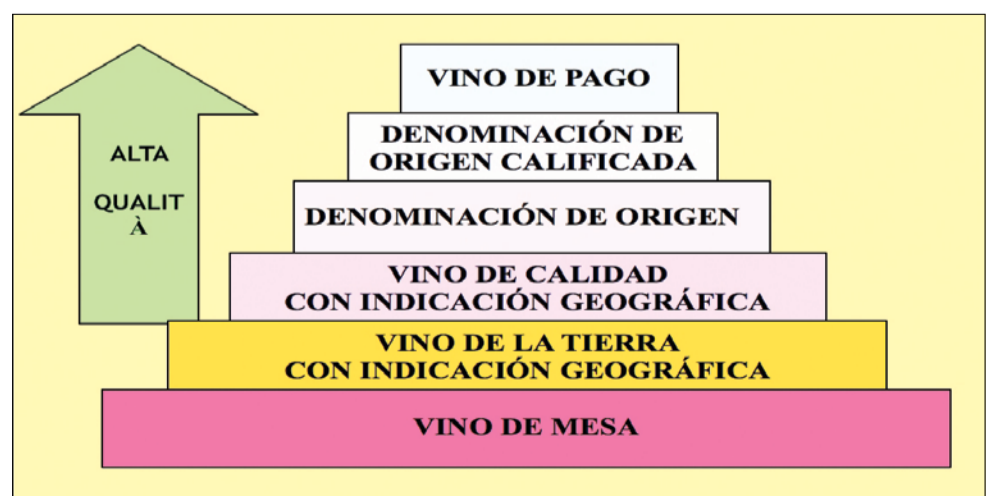 ALTA
QUALIT
À
VINO DE PAGO
DENOMINACIÓN DE
ORIGEN CALIFICADA
DENOMINACIÓN DE ORIGEN
VINO DE CALIDAD
CON INDICACIÓN GEOGRÁFICA
VINO DE LA TIERRA
CON INDICACIÓN GEOGRÁFICA
VINO DE MESA